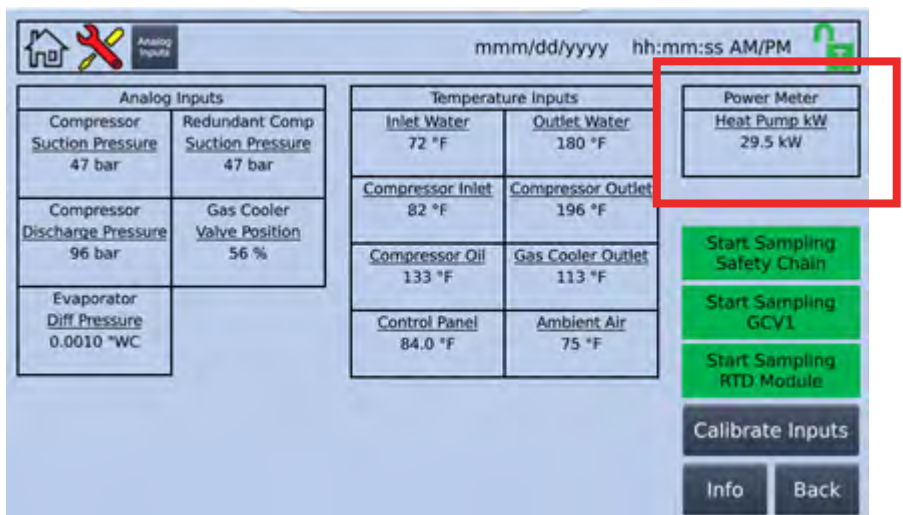 Analog
Inputs
mmm/dd/yyyy hh:mm:ss AM/PM
Analog Inputs
Compressor
Suction Pressure
47 bar
Redundant Comp
Suction Pressure
47 bar
Compressor
Discharge Pressure
96 bar
Gas Cooler
Valve Position
56 %
Evaporator
Diff Pressure
0.0010 "WC
Temperature Inputs
Inlet Water
72 °F
Outlet Water
180 °F
Compressor Inlet
82 °F
Compressor Outlet
196 °F
Compressor Oil
133 °F
Gas Cooler Outlet
113 °F
Control Panel
84.0 °F
Ambient Air
75 °F
Power Meter
Heat Pump kW
29.5 kW
Start Sampling
Safety Chain
Start Sampling
GCV1
Start Sampling
RTD Module
Calibrate Inputs
Info
Back